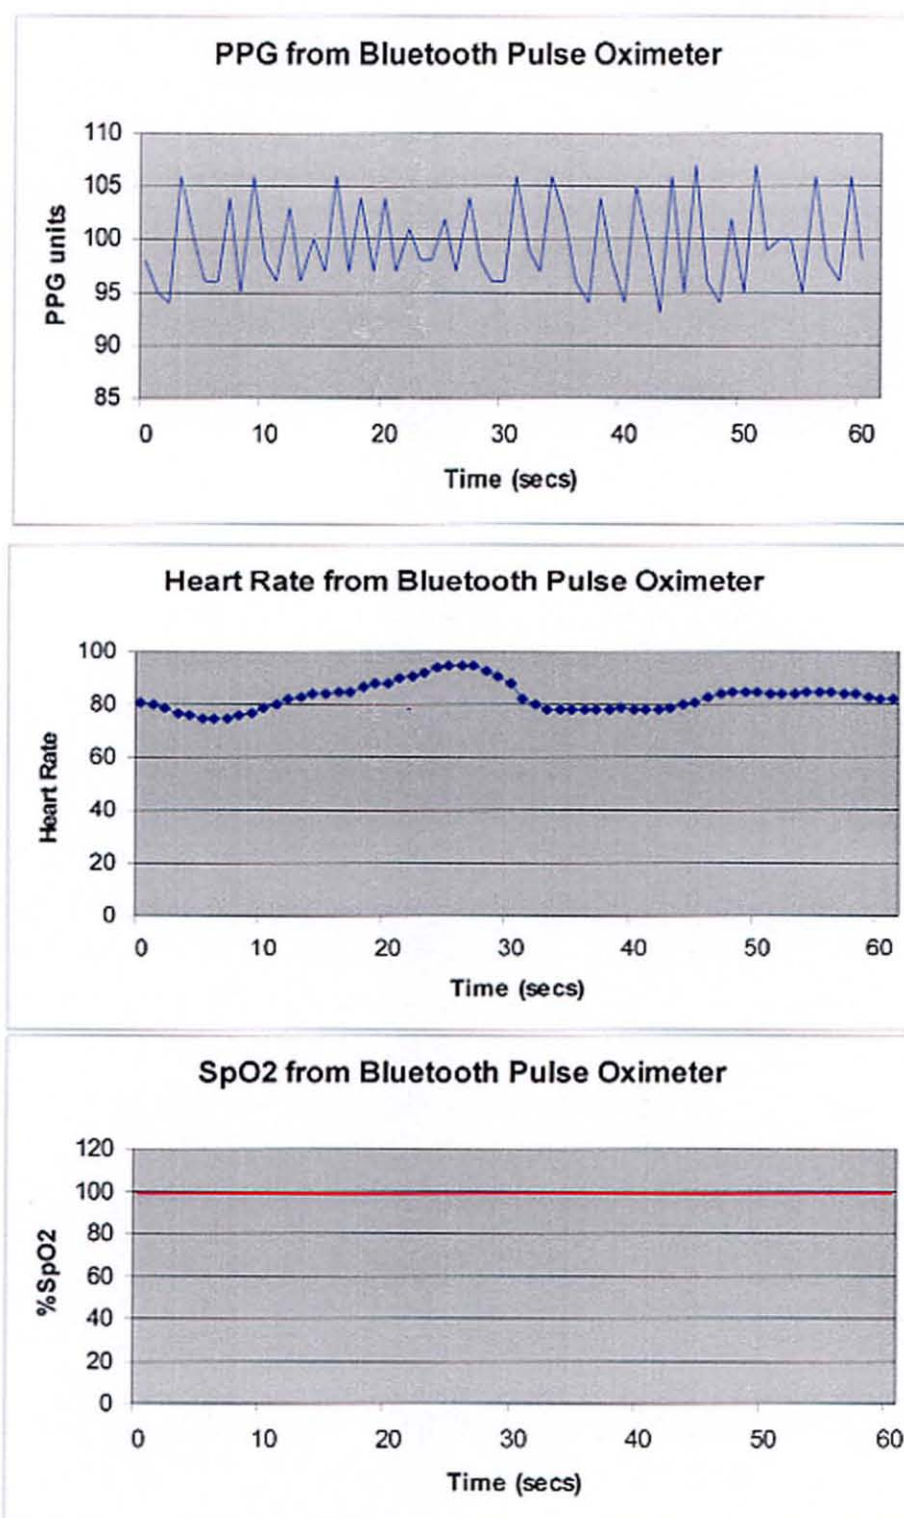 PPG from Bluetooth Pulse Oximeter
110
105
100
95
90
85
PPG units
0 10 20 30 40 50 60
Time (secs)
Heart Rate from Bluetooth Pulse Oximeter
100
80
60
40
20
0
Heart Rate
0 10 20 30 40 50 60
Time (secs)
SpO2 from Bluetooth Pulse Oximeter
120
100
80
60
40
20
0
%SpO2
0 10 20 30 40 50 60
Time (secs)